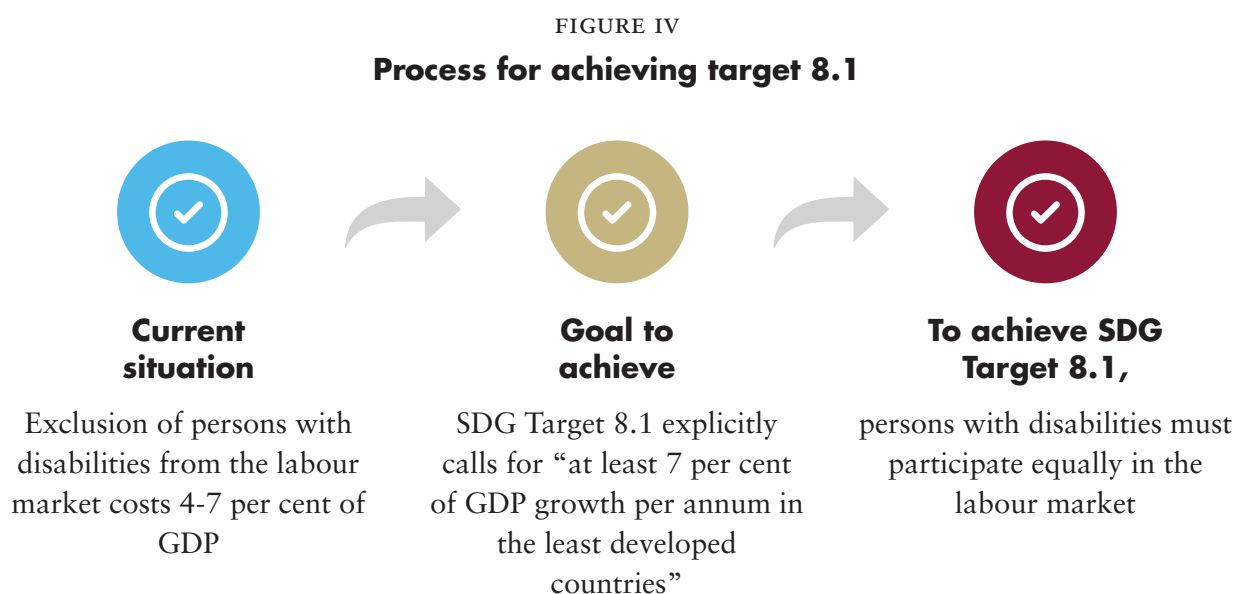 FIGURE IV
Process for achieving target 8.1
Current
situation
Exclusion of persons with
disabilities from the labour
market costs 4-7 per cent of
GDP
Goal to
achieve
SDG Target 8.1 explicitly
calls for “at least 7 per cent
of GDP growth per annum in
the least developed
countries”
To achieve SDG
Target 8.1,
persons with disabilities must
participate equally in the
labour market